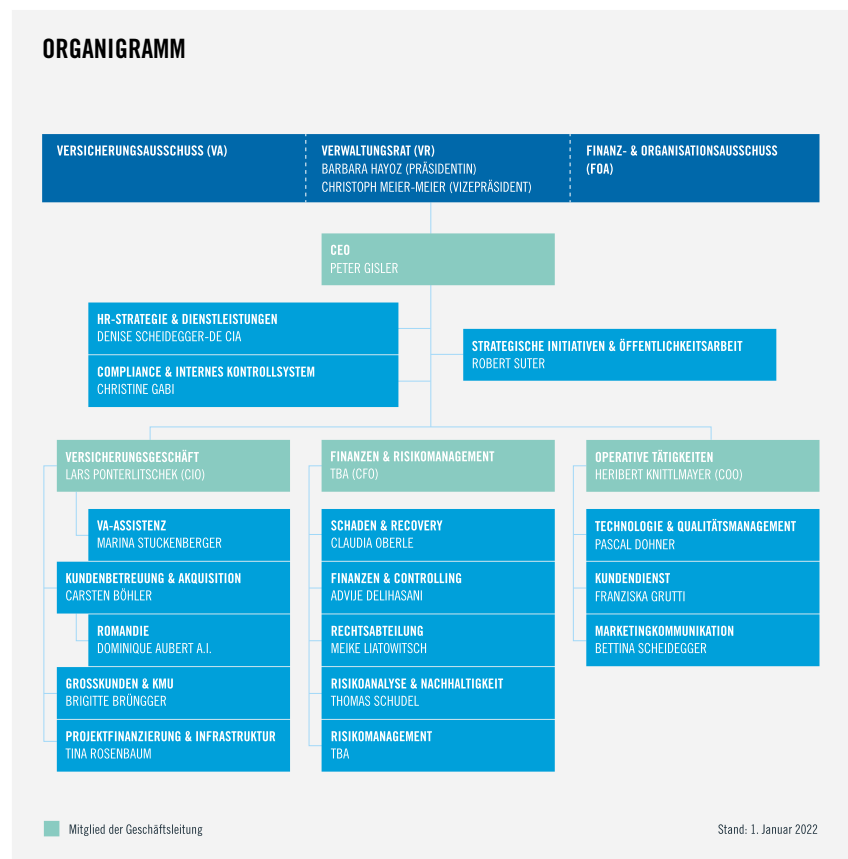 ORGANIGRAMM
VERSICHERUNGSAUSSCHUSS (VA)
VERWALTUNGSRAT (VR)
BARBARA HAYOZ (PRÄSIDENTIN)
CHRISTOPH MEIER-MEIER (VIZEPRÄSIDENT)
FINANZ- & ORGANISATIONSAUSSCHUSS
(FOA)
CEO
PETER GISLER
HR-STRATEGIE & DIENSTLEISTUNGEN
DENISE SCHEIDEGGER-DE CIA
COMPLIANCE & INTERNES KONTROLLSYSTEM
CHRISTINE GABI
STRATEGISCHE INITIATIVEN & ÖFFENTLICHKEITSARBEIT
ROBERT SUTER
VERSICHERUNGSGESCHÄFT
LARS PONTERLITSCHEK (CIO)
VA-ASSISTENZ
MARINA STUCKENBERGER
KUNDENBETREUUNG & AKQUISITION
CARSTEN BÖHLER
ROMANDIE
DOMINIQUE AUBERT A.I.
GROSSKUNDEN & KMU
BRIGITTE BRÜNGGER
PROJEKTFINANZIERUNG & INFRASTRUKTUR
TINA ROSENBAUM
FINANZEN & RISIKOMANAGEMENT
TBA (CFO)
SCHADEN & RECOVERY
CLAUDIA OBERLE
FINANZEN & CONTROLLING
ADVIJE DELIHASANI
RECHTSABTEILUNG
MEIKE LIATOWITSCH
RISIKOANALYSE & NACHHALTIGKEIT
THOMAS SCHUDEL
RISIKOMANAGEMENT
TBA
OPERATIVE TÄTIGKEITEN
HERIBERT KNITTLMAYER (COO)
TECHNOLOGIE & QUALITÄTSMANAGEMENT
PASCAL DOHNER
KUNDENDIENST
FRANZISKA GRUTTI
MARKETINGKOMMUNIKATION
BETTINA SCHEIDEGGER
Mitglied der Geschäftsleitung
Stand: 1. Januar 2022